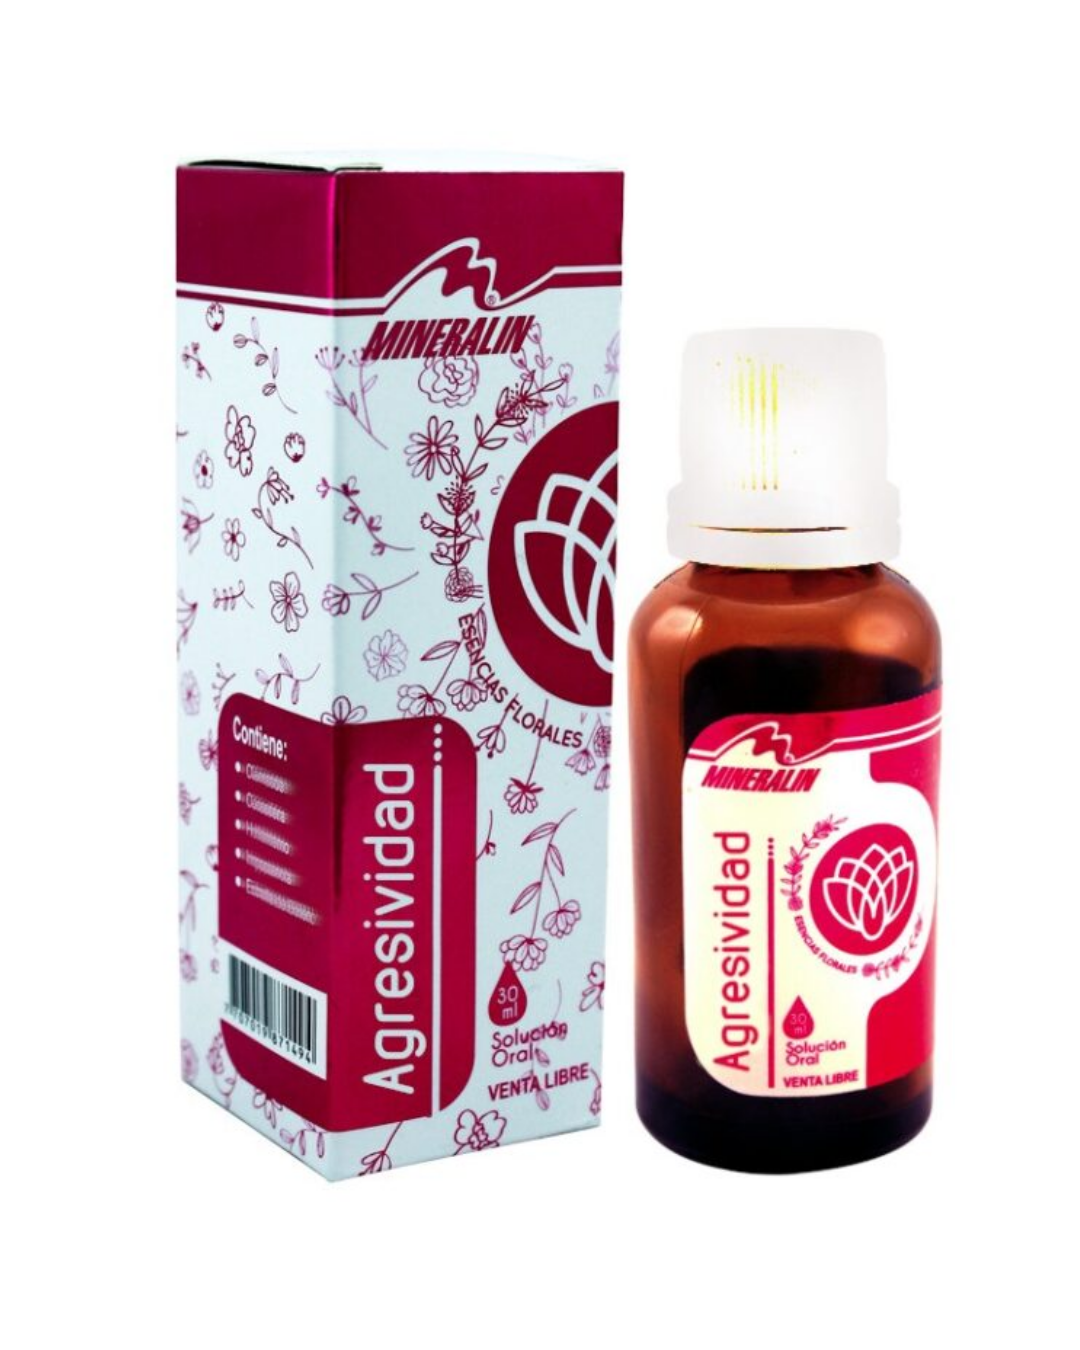 MINERALIN
ESENCIAS FLORALES
Contiene:
Agresividad
30
ml
Solución
Oral
VENTA LIBRE
MINERALIN
Agresividad
ESENCIAS FLORALES
30
ml
Solución
Oral
VENTA LIBRE